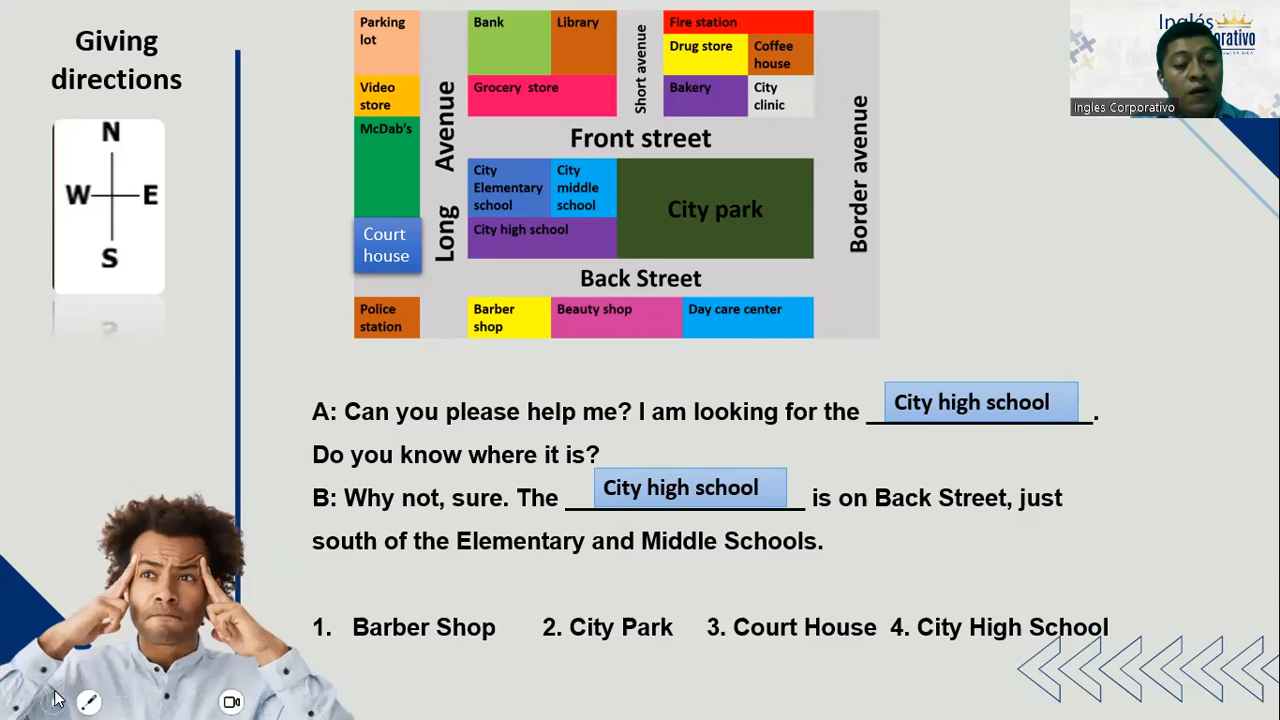 Giving
directions
N
W E
S
Parking
lot
Video
store
McDab's
Court
house
Police
station
Long Avenue
Bank
Library
Grocery store
Short avenue
Fire station
Drug store
Coffee
house
Bakery
City
clinic
Front street
City
Elementary
school
City
middle
school
City high school
City park
Border avenue
Back Street
Barber
shop
Beauty shop
Day care center
Inglés
Ingles Corporativo
A: Can you please help me? I am looking for the City high school.
Do you know where it is?
B: Why not, sure. The City high school is on Back Street, just
south of the Elementary and Middle Schools.
1. Barber Shop 2. City Park 3. Court House 4. City High School